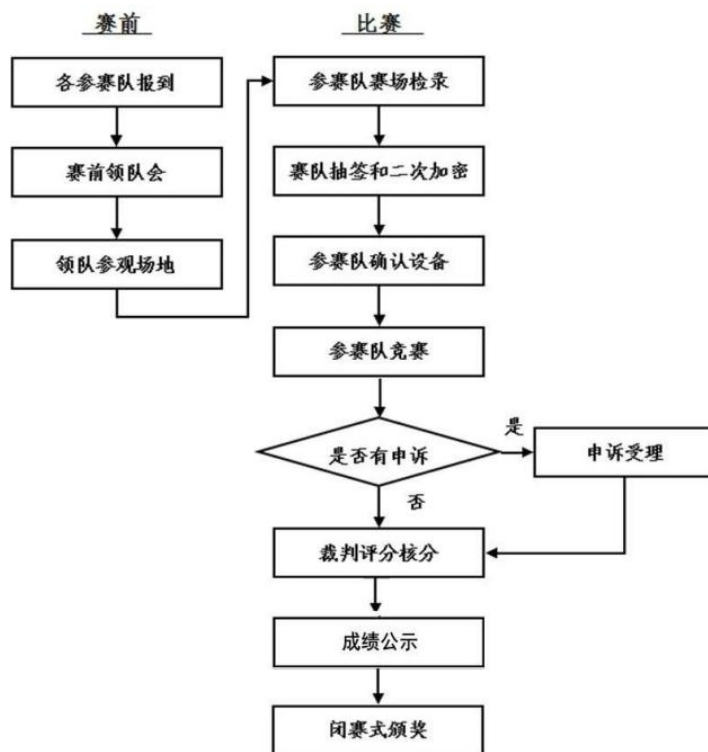 赛前
各参赛队报到
赛前领队会
领队参观场地
比赛
参赛队赛场检录
赛队抽签和二次加密
参赛队确认设备
参赛队竞赛
是否有申诉
是
申诉受理
否
裁判评分核分
成绩公示
闭赛式颁奖